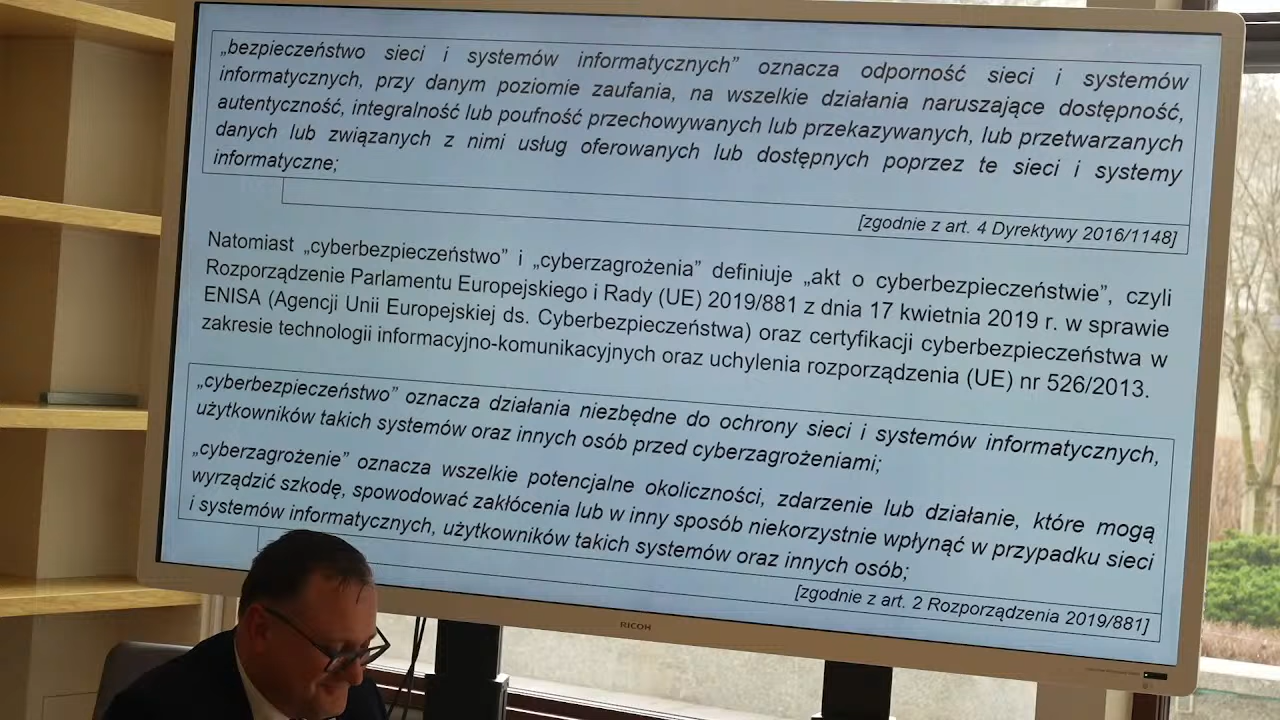 „bezpieczeństwo sieci i systemów informatycznych” oznacza odporność sieci i systemów
informatycznych, przy danym poziomie zaufania, na wszelkie działania naruszające dostępność,
autentyczność, integralność lub poufność przechowywanych lub przekazywanych, lub przetwarzanych
danych lub związanych z nimi usług oferowanych lub dostępnych poprzez te sieci i systemy
informatyczne;
[zgodnie z art. 4 Dyrektywy 2016/1148]
Natomiast „cyberbezpieczeństwo” i „cyberzagrożenia” definiuje „akt o cyberbezpieczeństwie”, czyli
Rozporządzenie Parlamentu Europejskiego i Rady (UE) 2019/881 z dnia 17 kwietnia 2019 r. w sprawie
ENISA (Agencji Unii Europejskiej ds. Cyberbezpieczeństwa) oraz certyfikacji cyberbezpieczeństwa w
zakresie technologii informacyjno-komunikacyjnych oraz uchylenia rozporządzenia (UE) nr 526/2013.
„cyberbezpieczeństwo” oznacza działania niezbędne do ochrony sieci i systemów informatycznych,
użytkowników takich systemów oraz innych osób przed cyberzagrożeniami;
„cyberzagrożenie” oznacza wszelkie potencjalne okoliczności, zdarzenie lub działanie, które mogą
wyrządzić szkodę, spowodować zakłócenia lub w inny sposób niekorzystnie wpłynąć w przypadku sieci
i systemów informatycznych, użytkowników takich systemów oraz innych osób;
[zgodnie z art. 2 Rozporządzenia 2019/881]
RICOH